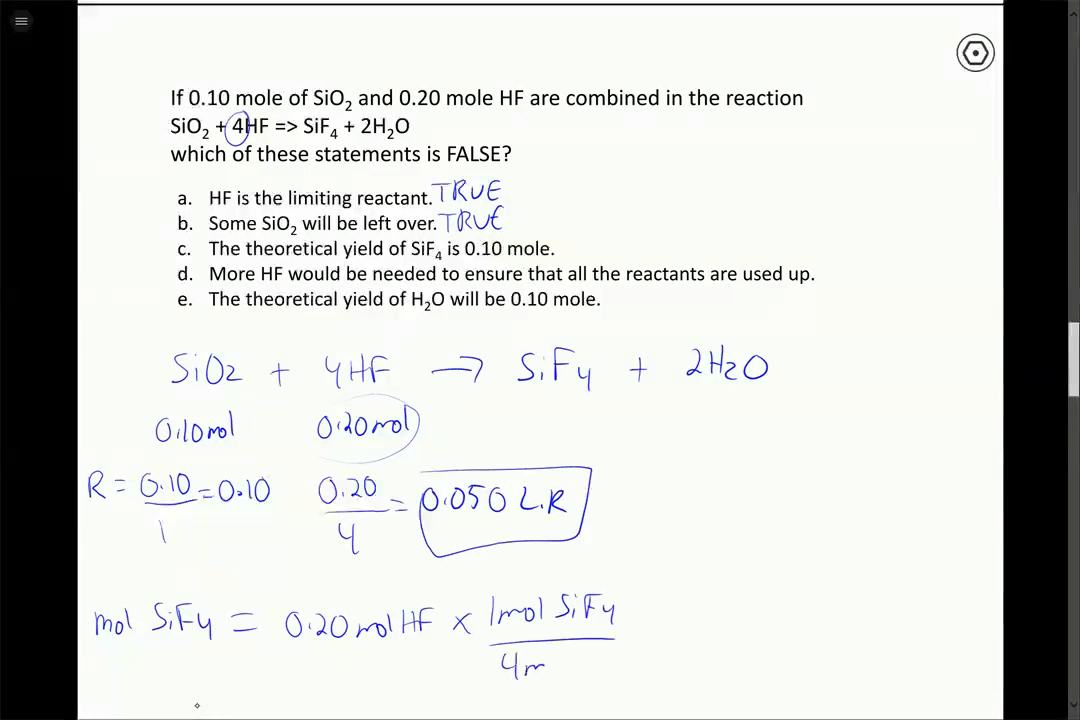 If 0.10 mole of SiO₂ and 0.20 mole HF are combined in the reaction
SiO₂ + 4HF => SiF₄ + 2H₂O
which of these statements is FALSE?
a. HF is the limiting reactant. TRUE
b. Some SiO₂ will be left over. TRUE
c. The theoretical yield of SiF₄ is 0.10 mole.
d. More HF would be needed to ensure that all the reactants are used up.
e. The theoretical yield of H₂O will be 0.10 mole.
SiO2 + 4HF → SiF4 + 2H2O
0.10mol 0.20mol
R = 0.10/1 = 0.10 0.20/4 = 0.050 L.R
mol SiF4 = 0.20 mol HF × 1mol SiF4/4m